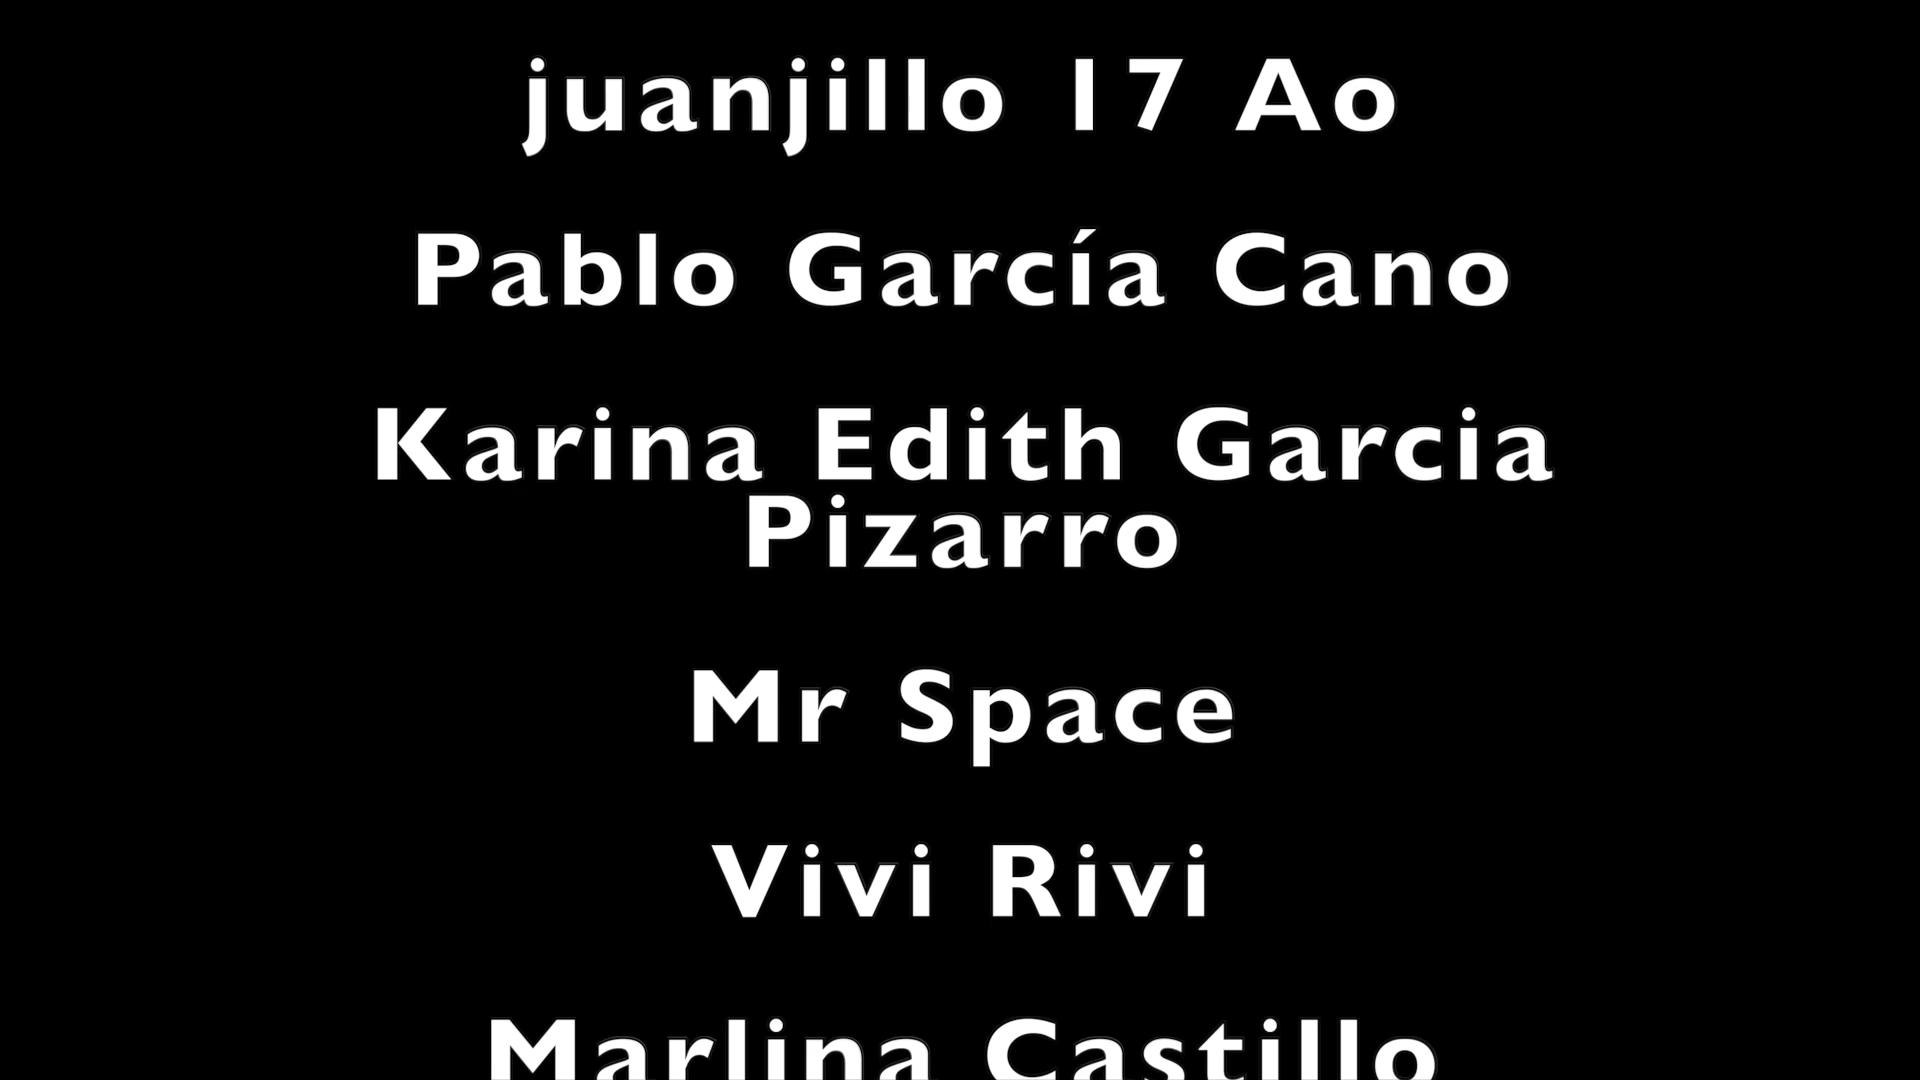 juanjillo 17 Ao
Pablo García Cano
Karina Edith Garcia
Pizarro
Mr Space
Vivi Rivi
Marlina Castillo